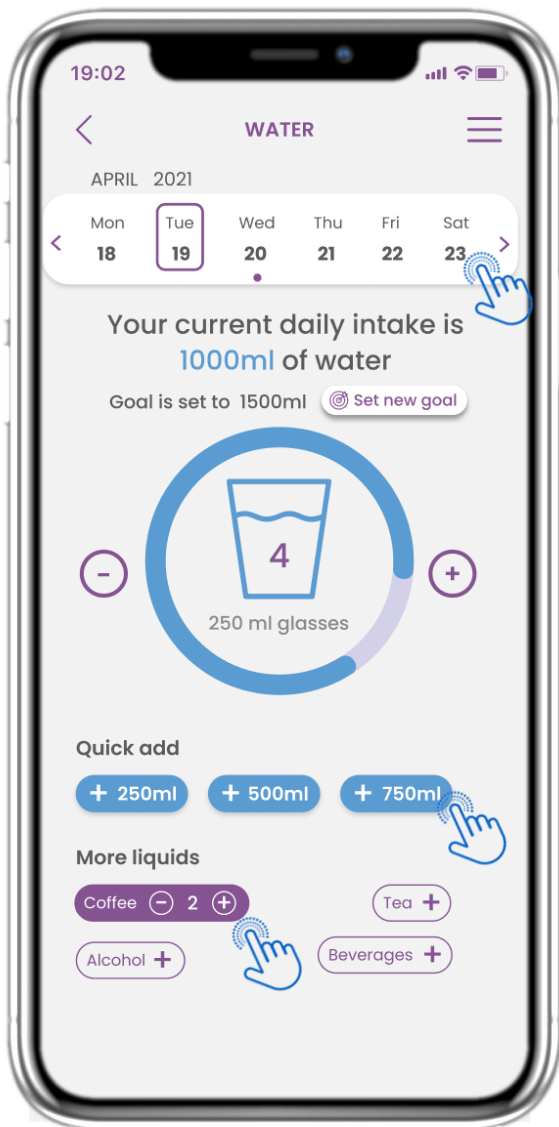 19:02
WATER
APRIL 2021
Mon Tue Wed Thu Fri Sat
18 19 20 21 22 23
Your current daily intake is
1000ml of water
Goal is set to 1500ml Set new goal
4
250 ml glasses
Quick add
+ 250ml + 500ml + 750ml
More liquids
Coffee − 2 + Tea +
Alcohol + Beverages +